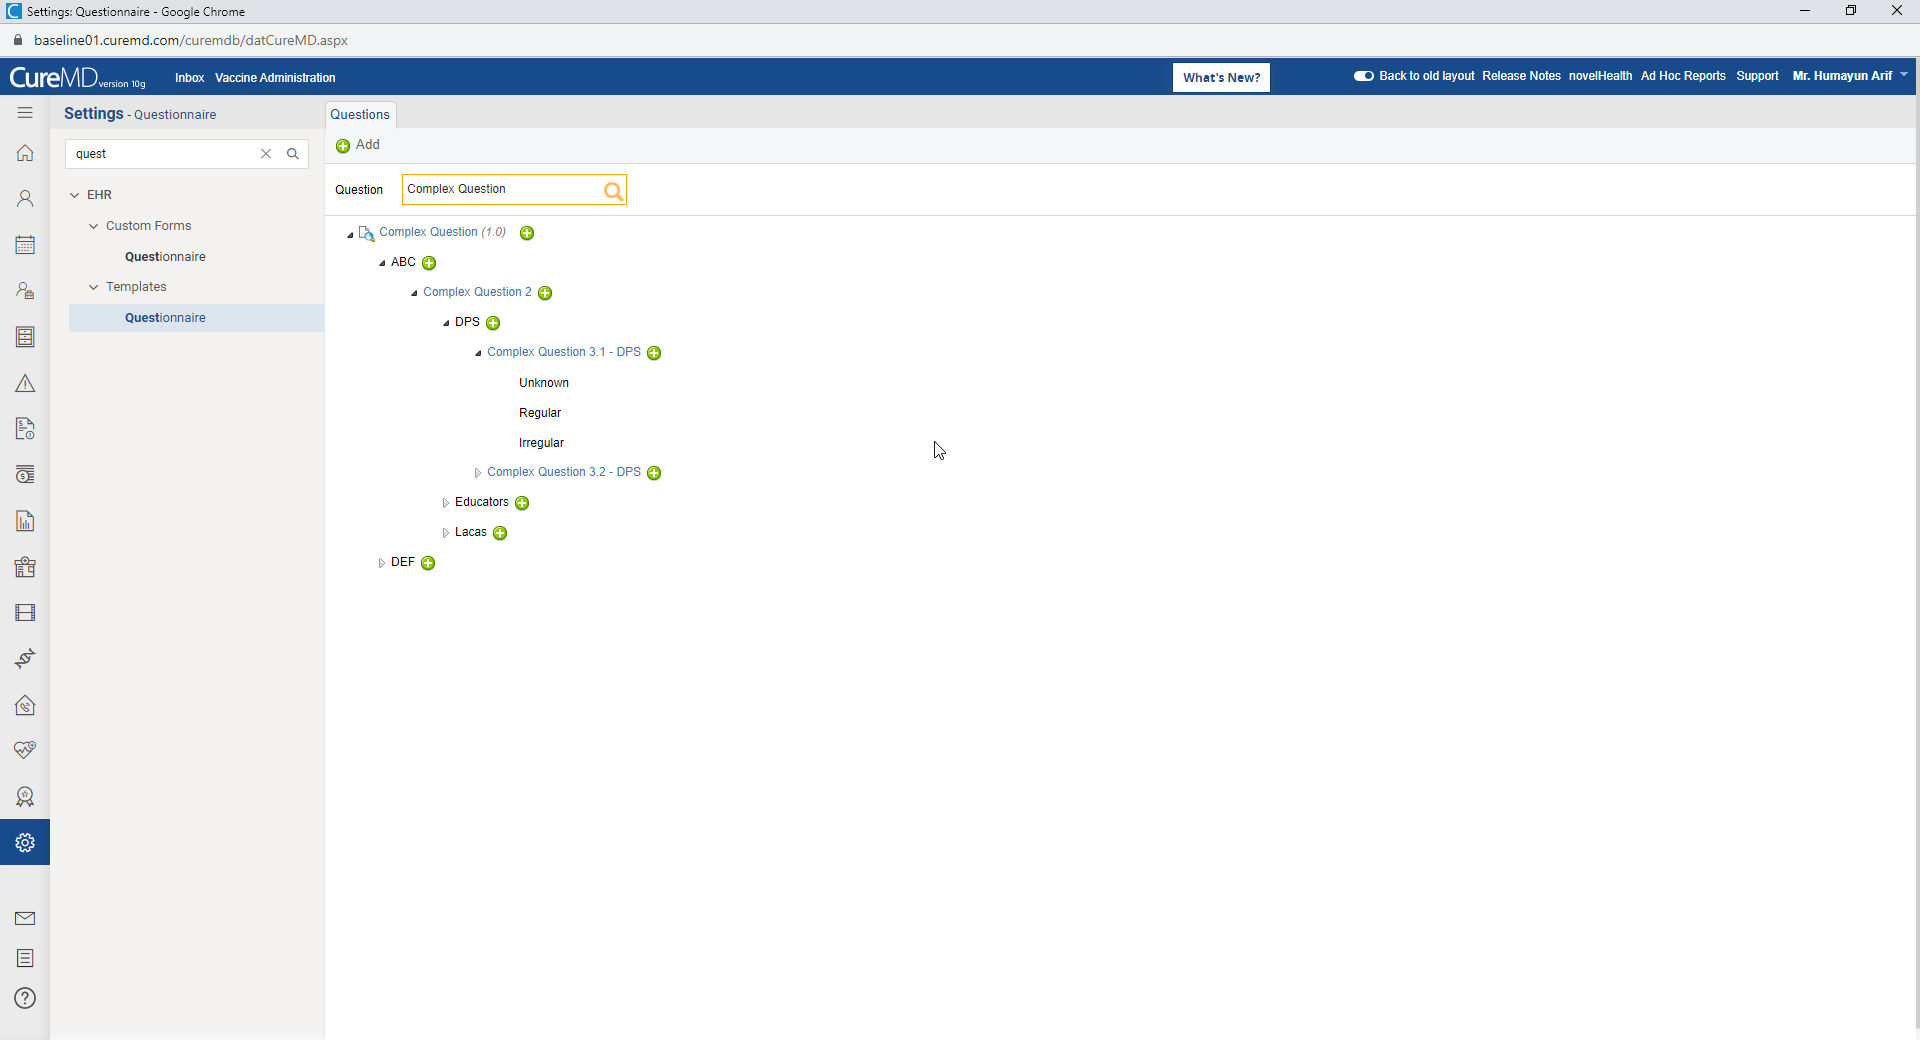 Settings: Questionnaire - Google Chrome
baseline01.curemd.com/curemdb/datCureMD.aspx
CureMD version 10g
Inbox Vaccine Administration
What's New?
Back to old layout Release Notes novelHealth Ad Hoc Reports Support Mr. Humayun Arif
Settings - Questionnaire
Questions
quest
Add
Question Complex Question
EHR
Custom Forms
Questionnaire
Templates
Questionnaire
Complex Question (1.0)
ABC
Complex Question 2
DPS
Complex Question 3.1 - DPS
Unknown
Regular
Irregular
Complex Question 3.2 - DPS
Educators
Lacas
DEF